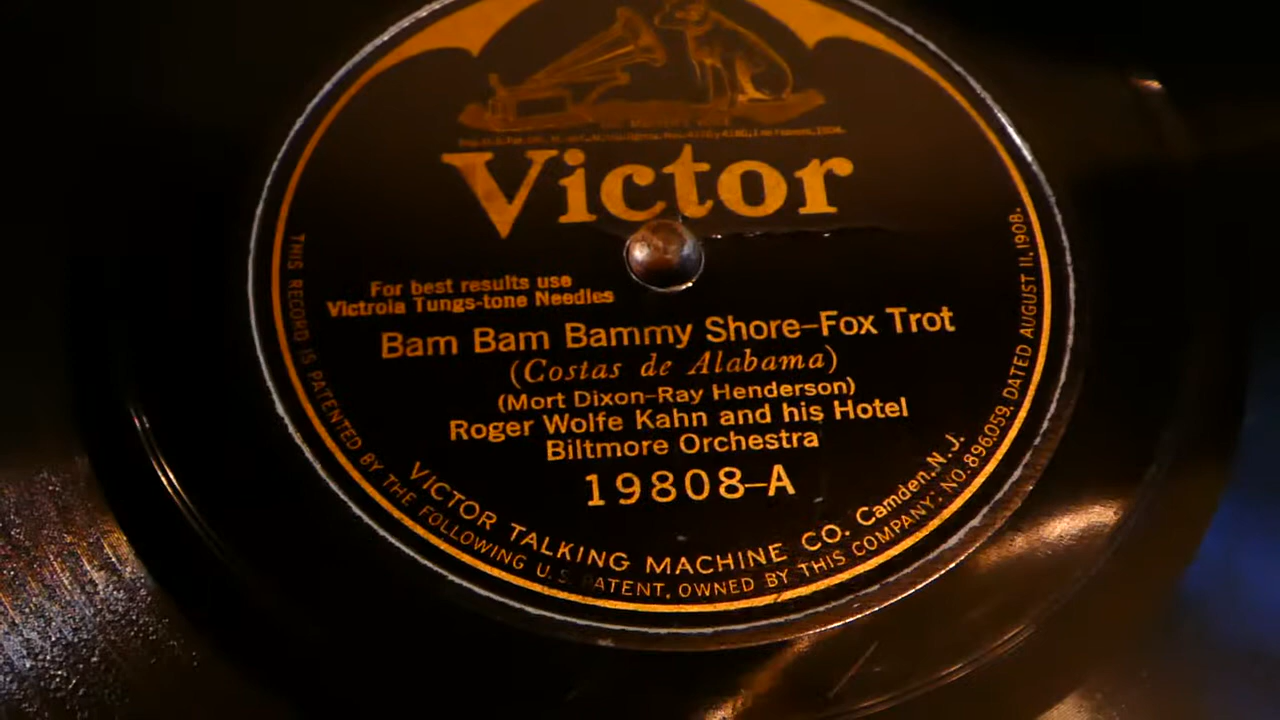 Victor
For best results use
Victrola Tungs-tone Needles
Bam Bam Bammy Shore–Fox Trot
(Costas de Alabama)
(Mort Dixon–Ray Henderson)
Roger Wolfe Kahn and his Hotel
Biltmore Orchestra
19808–A
VICTOR TALKING MACHINE CO. Camden, N.J.
THIS RECORD IS PATENTED BY THE FOLLOWING U.S. PATENT, OWNED BY THIS COMPANY: NO. 896,059. DATED AUGUST 11, 1908.